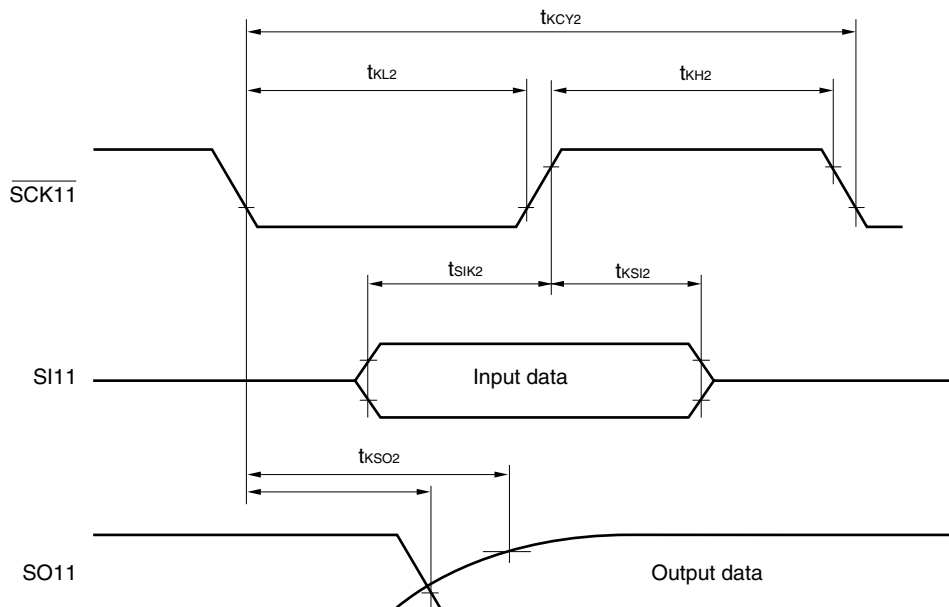 tKCY2
tKL2 tKH2
SCK11
tSIK2 tKSI2
SI11 Input data
tKSO2
SO11 Output data